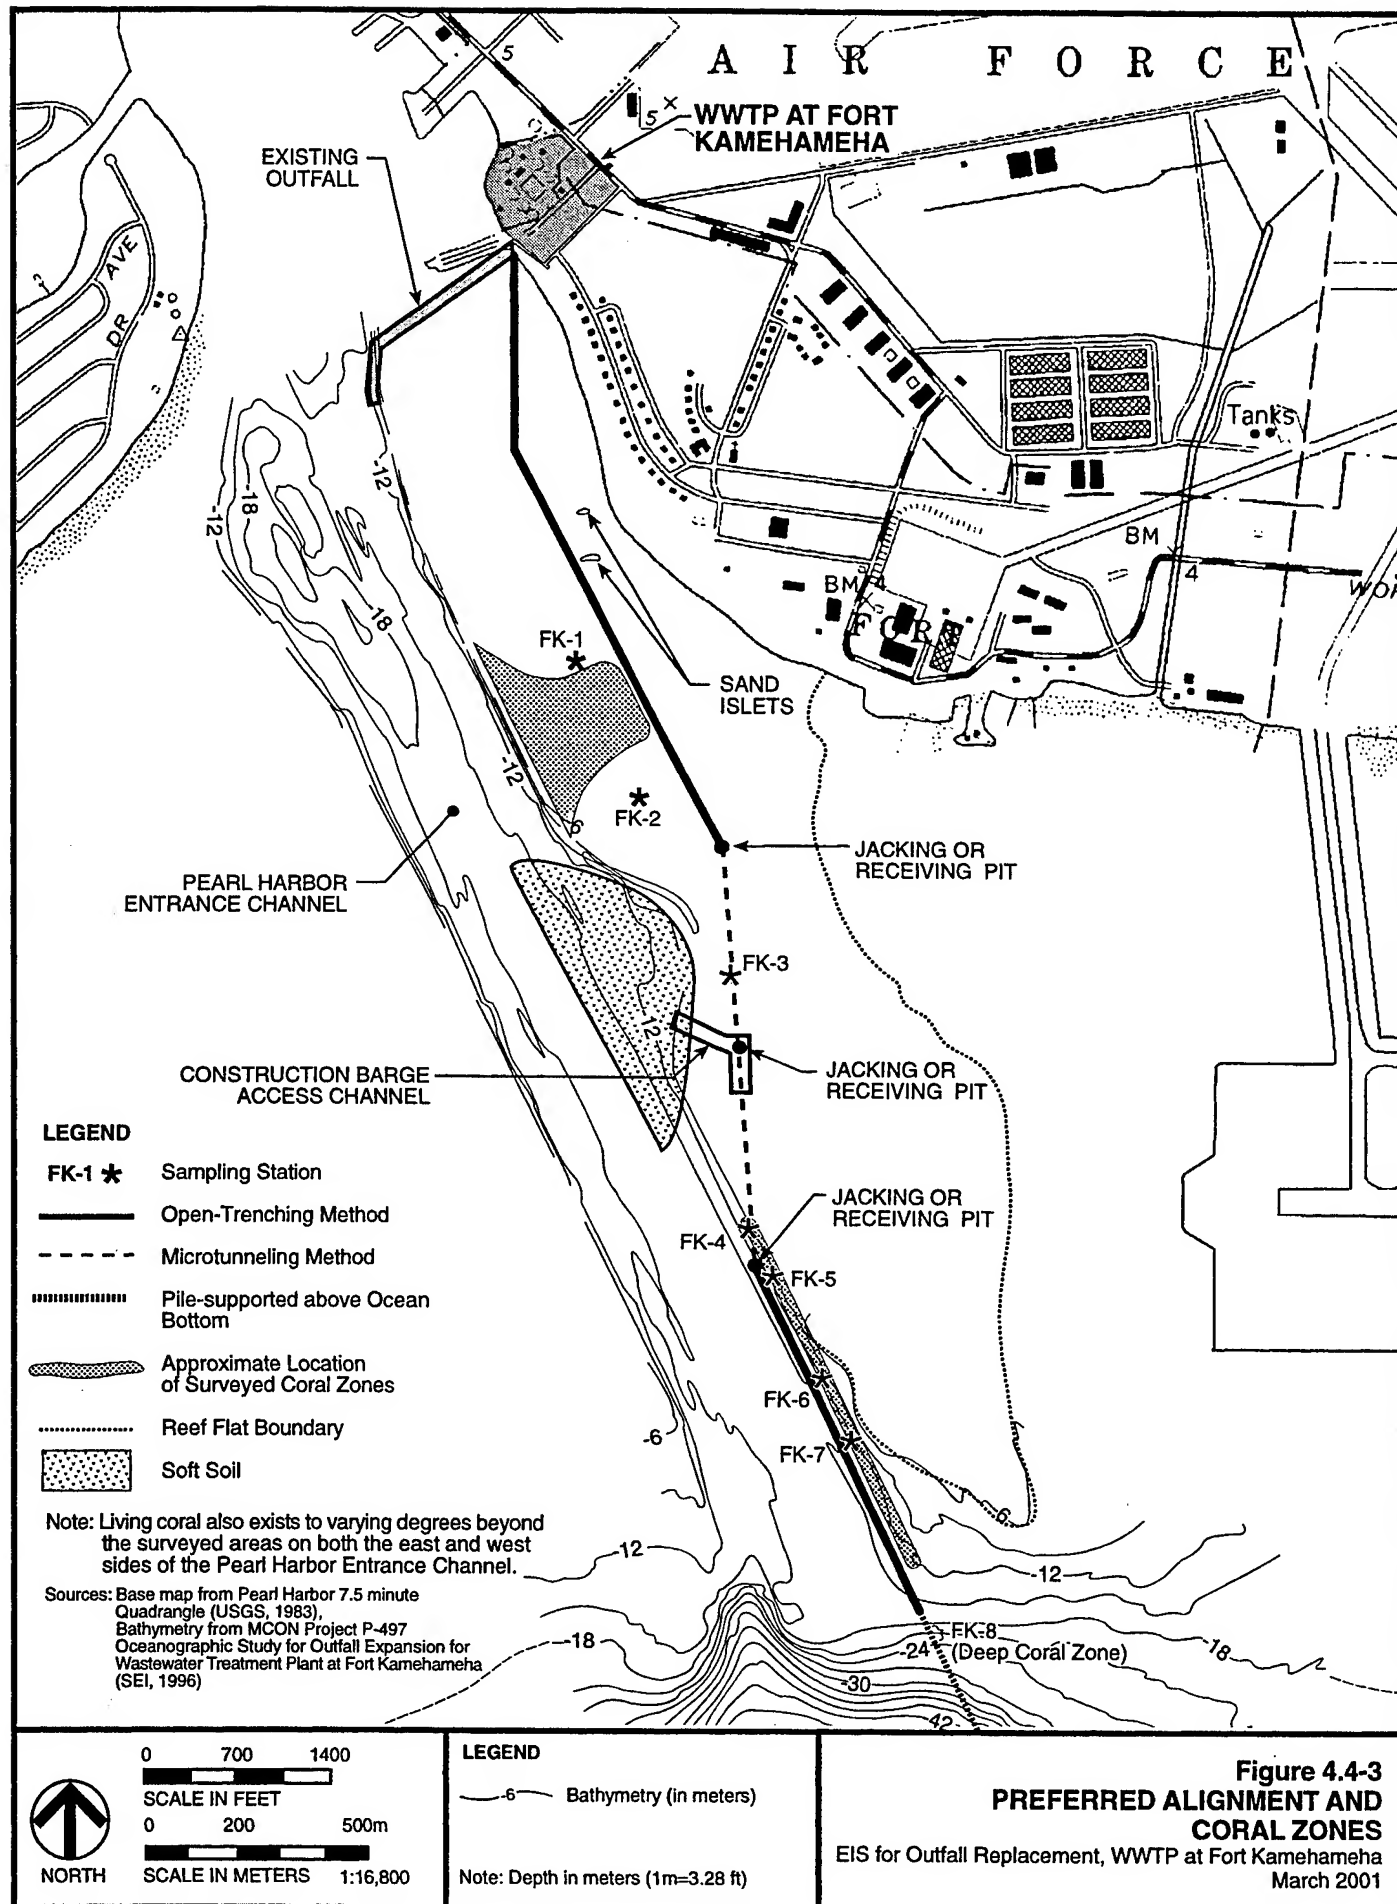 AIR FORCE
5
5
WWTP AT FORT
KAMEHAMEHA
EXISTING
OUTFALL
AVE
DR
-12
-18
-12
-18
Tanks
BM
4
BM 4
FORT
FK-1
SAND
ISLETS
-12
FK-2
-6
JACKING OR
RECEIVING PIT
PEARL HARBOR
ENTRANCE CHANNEL
FK-3
-12
CONSTRUCTION BARGE
ACCESS CHANNEL
JACKING OR
RECEIVING PIT
JACKING OR
RECEIVING PIT
FK-4
FK-5
FK-6
FK-7
-6
-6
-12
-12
-18
-18
FK-8
(Deep Coral Zone)
-24
-30
-42
LEGEND
FK-1 * Sampling Station
Open-Trenching Method
Microtunneling Method
Pile-supported above Ocean
Bottom
Approximate Location
of Surveyed Coral Zones
Reef Flat Boundary
Soft Soil
Note: Living coral also exists to varying degrees beyond
the surveyed areas on both the east and west
sides of the Pearl Harbor Entrance Channel.
Sources: Base map from Pearl Harbor 7.5 minute
Quadrangle (USGS, 1983),
Bathymetry from MCON Project P-497
Oceanographic Study for Outfall Expansion for
Wastewater Treatment Plant at Fort Kamehameha
(SEI, 1996)
NORTH
0 700 1400
SCALE IN FEET
0 200 500m
SCALE IN METERS 1:16,800
LEGEND
-6 Bathymetry (in meters)
Note: Depth in meters (1m=3.28 ft)
Figure 4.4-3
PREFERRED ALIGNMENT AND
CORAL ZONES
EIS for Outfall Replacement, WWTP at Fort Kamehameha
March 2001